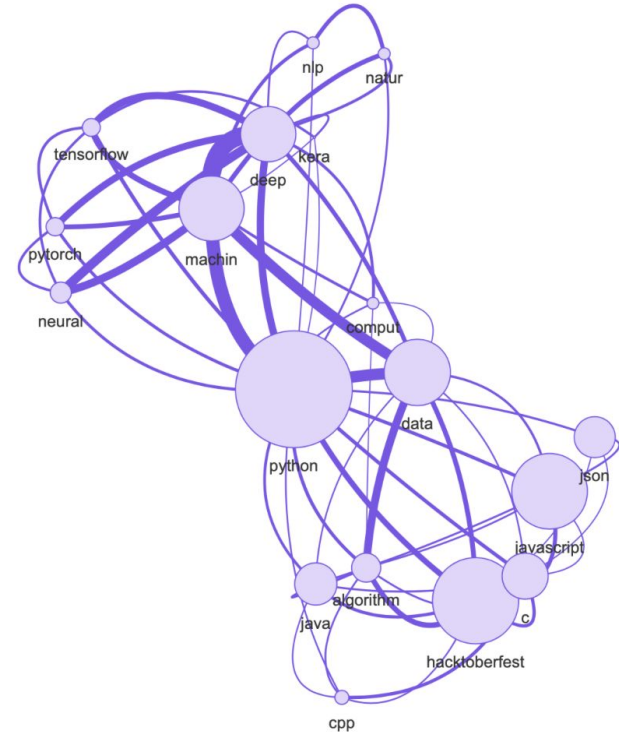 nlp
natur
tensorflow
kera
deep
machin
pytorch
neural
comput
data
python
json
javascript
algorithm
c
java
hacktoberfest
cpp